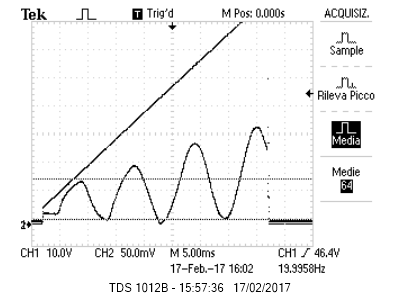 Tek T Trig'd M Pos: 0.000s ACQUISIZ.
Sample
Rileva Picco
Media
Medie
64
2
CH1 10.0V CH2 50.0mV M 5.00ms CH1 46.4V
17-Feb.-17 16:02 19.3958Hz
TDS 1012B - 15:57:36 17/02/2017